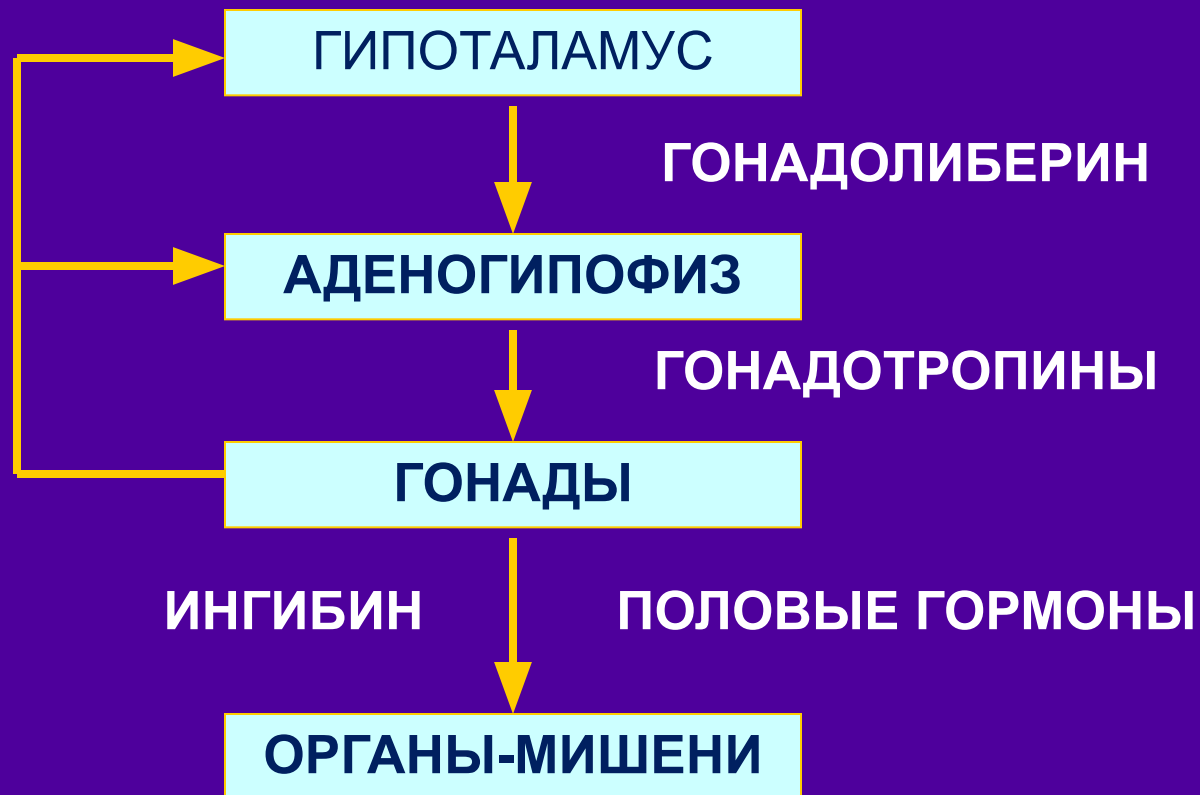 ГИПОТАЛАМУС
ГОНАДОЛИБЕРИН
АДЕНОГИПОФИЗ
ГОНАДОТРОПИНЫ
ГОНАДЫ
ИНГИБИН
ПОЛОВЫЕ ГОРМОНЫ
ОРГАНЫ-МИШЕНИ